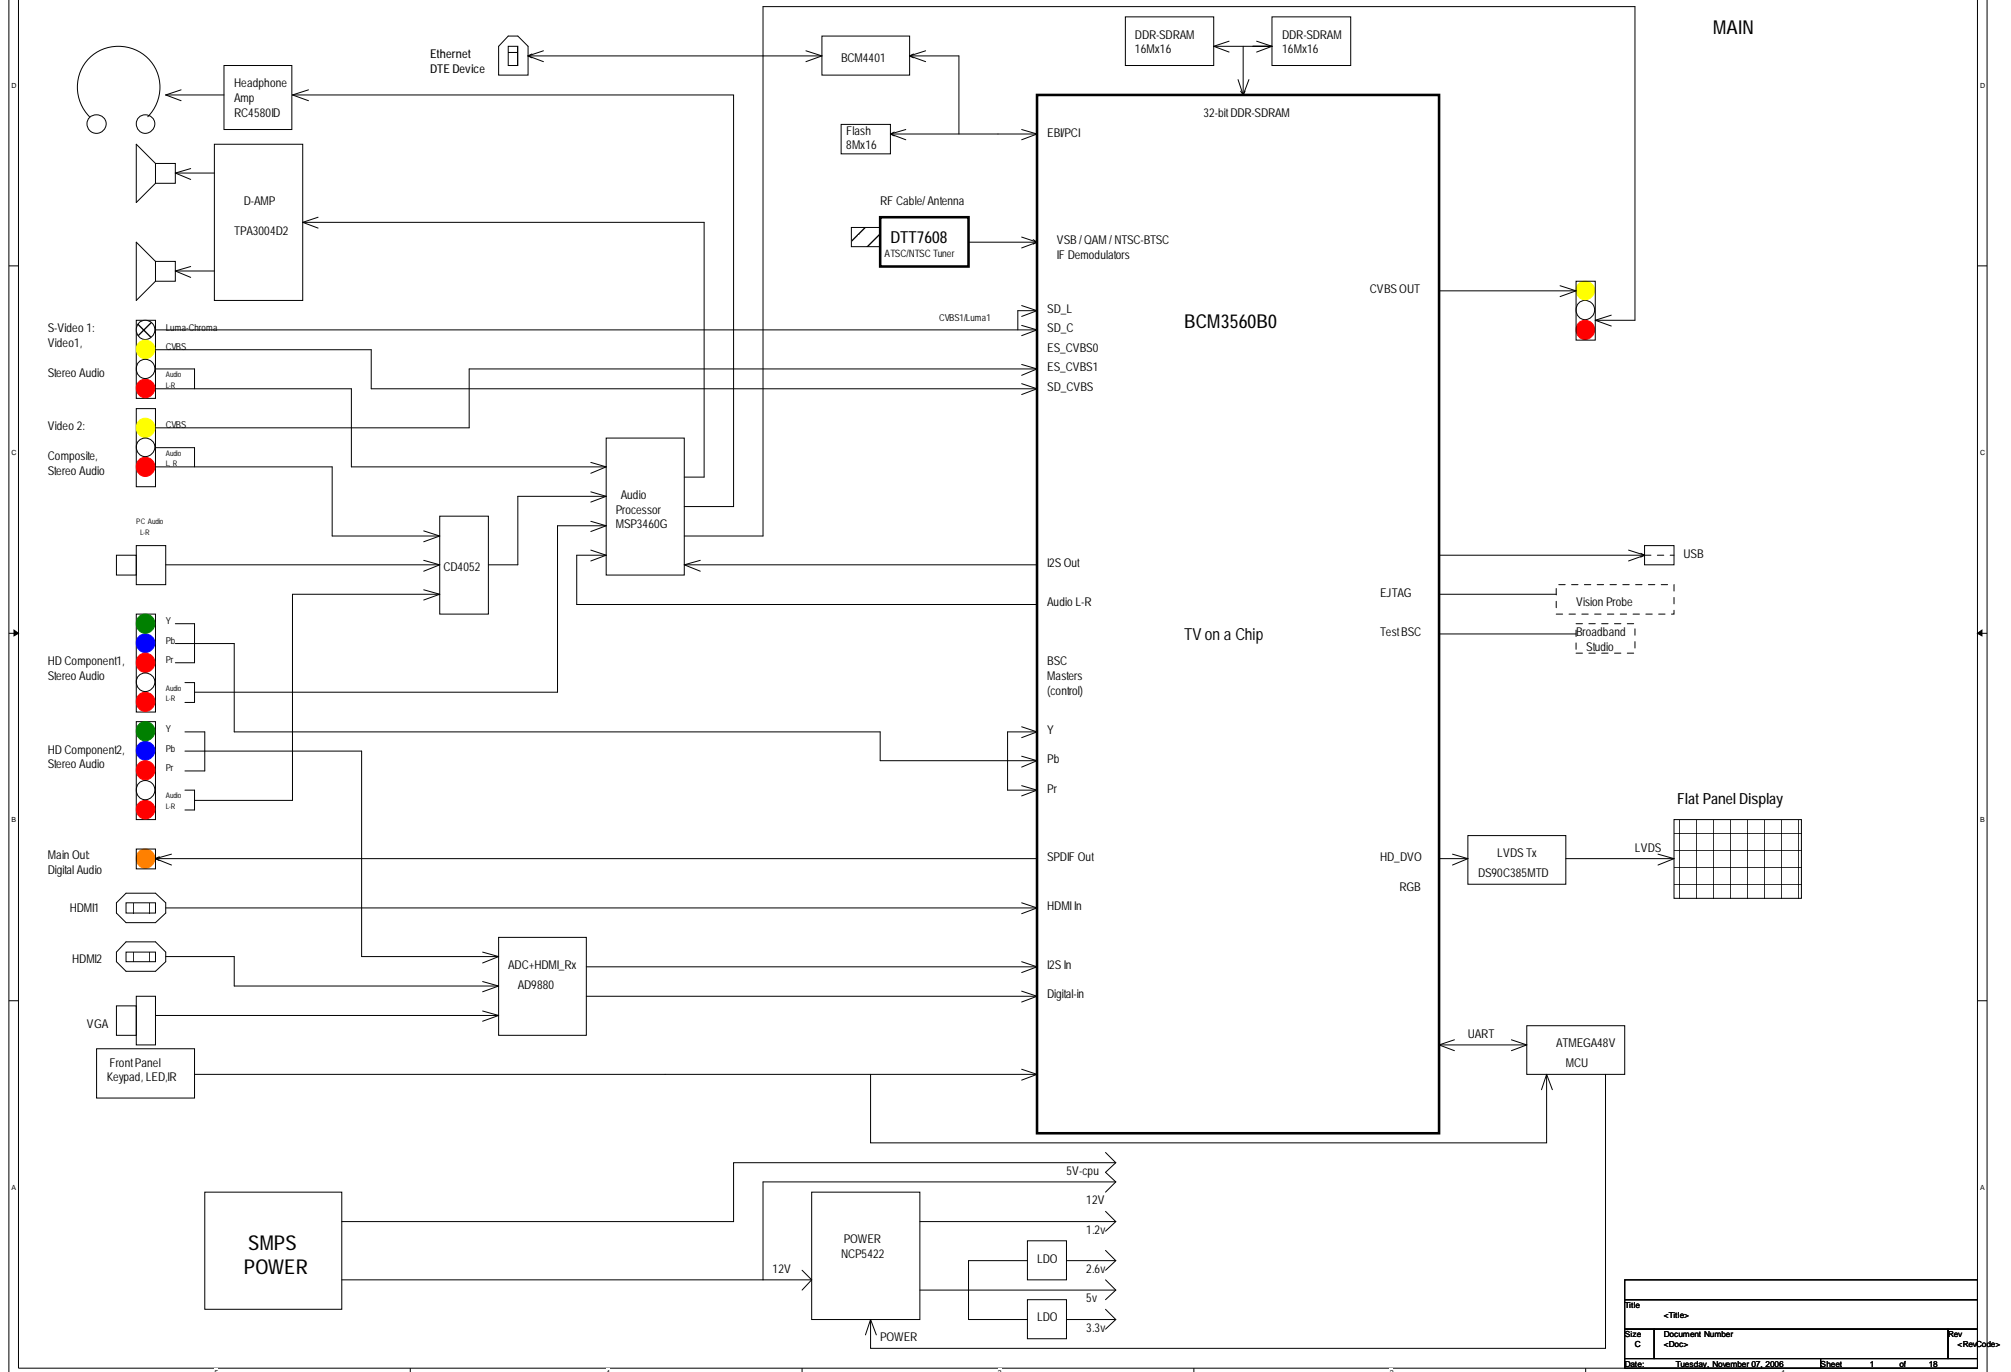 MAIN
Ethernet
DTE Device
BCM4401
DDR-SDRAM
16Mx16
DDR-SDRAM
16Mx16
Headphone
Amp
RC4580ID
32-bit DDR-SDRAM
Flash
8Mx16
EBI/PCI
D-AMP
TPA3004D2
RF Cable/ Antenna
DTT7608
ATSC/NTSC Tuner
VSB / QAM / NTSC-BTSC
IF Demodulators
CVBS OUT
BCM3560B0
S-Video 1:
Video1,
Stereo Audio
Luma-Chroma
CVBS
Audio
L-R
CVBS1/Luma1
SD_L
SD_C
ES_CVBS0
ES_CVBS1
SD_CVBS
Video 2:
Composite,
Stereo Audio
CVBS
Audio
L R
Audio
Processor
MSP3460G
PC Audio
L-R
CD4052
I2S Out
Audio L-R
USB
EJTAG
Vision Probe
Test BSC
Broadband
Studio
TV on a Chip
HD Component1,
Stereo Audio
Y
Pb
Pr
Audio
L-R
BSC
Masters
(control)
HD Component2,
Stereo Audio
Y
Pb
Pr
Audio
L-R
Y
Pb
Pr
Flat Panel Display
Main Out:
Digital Audio
SPDIF Out
HD_DVO
RGB
LVDS Tx
DS90C385MTD
LVDS
HDMI1
HDMI In
HDMI2
ADC+HDMI_Rx
AD9880
I2S In
Digital-in
VGA
Front Panel
Keypad, LED,IR
UART
ATMEGA48V
MCU
SMPS
POWER
12V
POWER
NCP5422
5V-cpu
12V
1.2v
LDO
2.6v
5v
LDO
3.3v
POWER
Title
<Title>
Size
C
Document Number
<Doc>
Rev
<RevCode>
Date:
Tuesday, November 07, 2006
Sheet
1
of
18
D
D
C
C
B
B
A
A